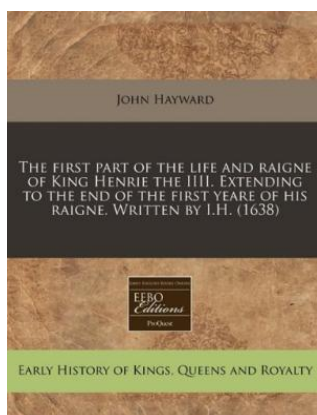 John Hayward
The first part of the life and raigne
of King Henrie the IIII. Extending
to the end of the first yeare of his
raigne. Written by I.H. (1638)
EEBO
Editions
ProQuest
Early History of Kings, Queens and Royalty